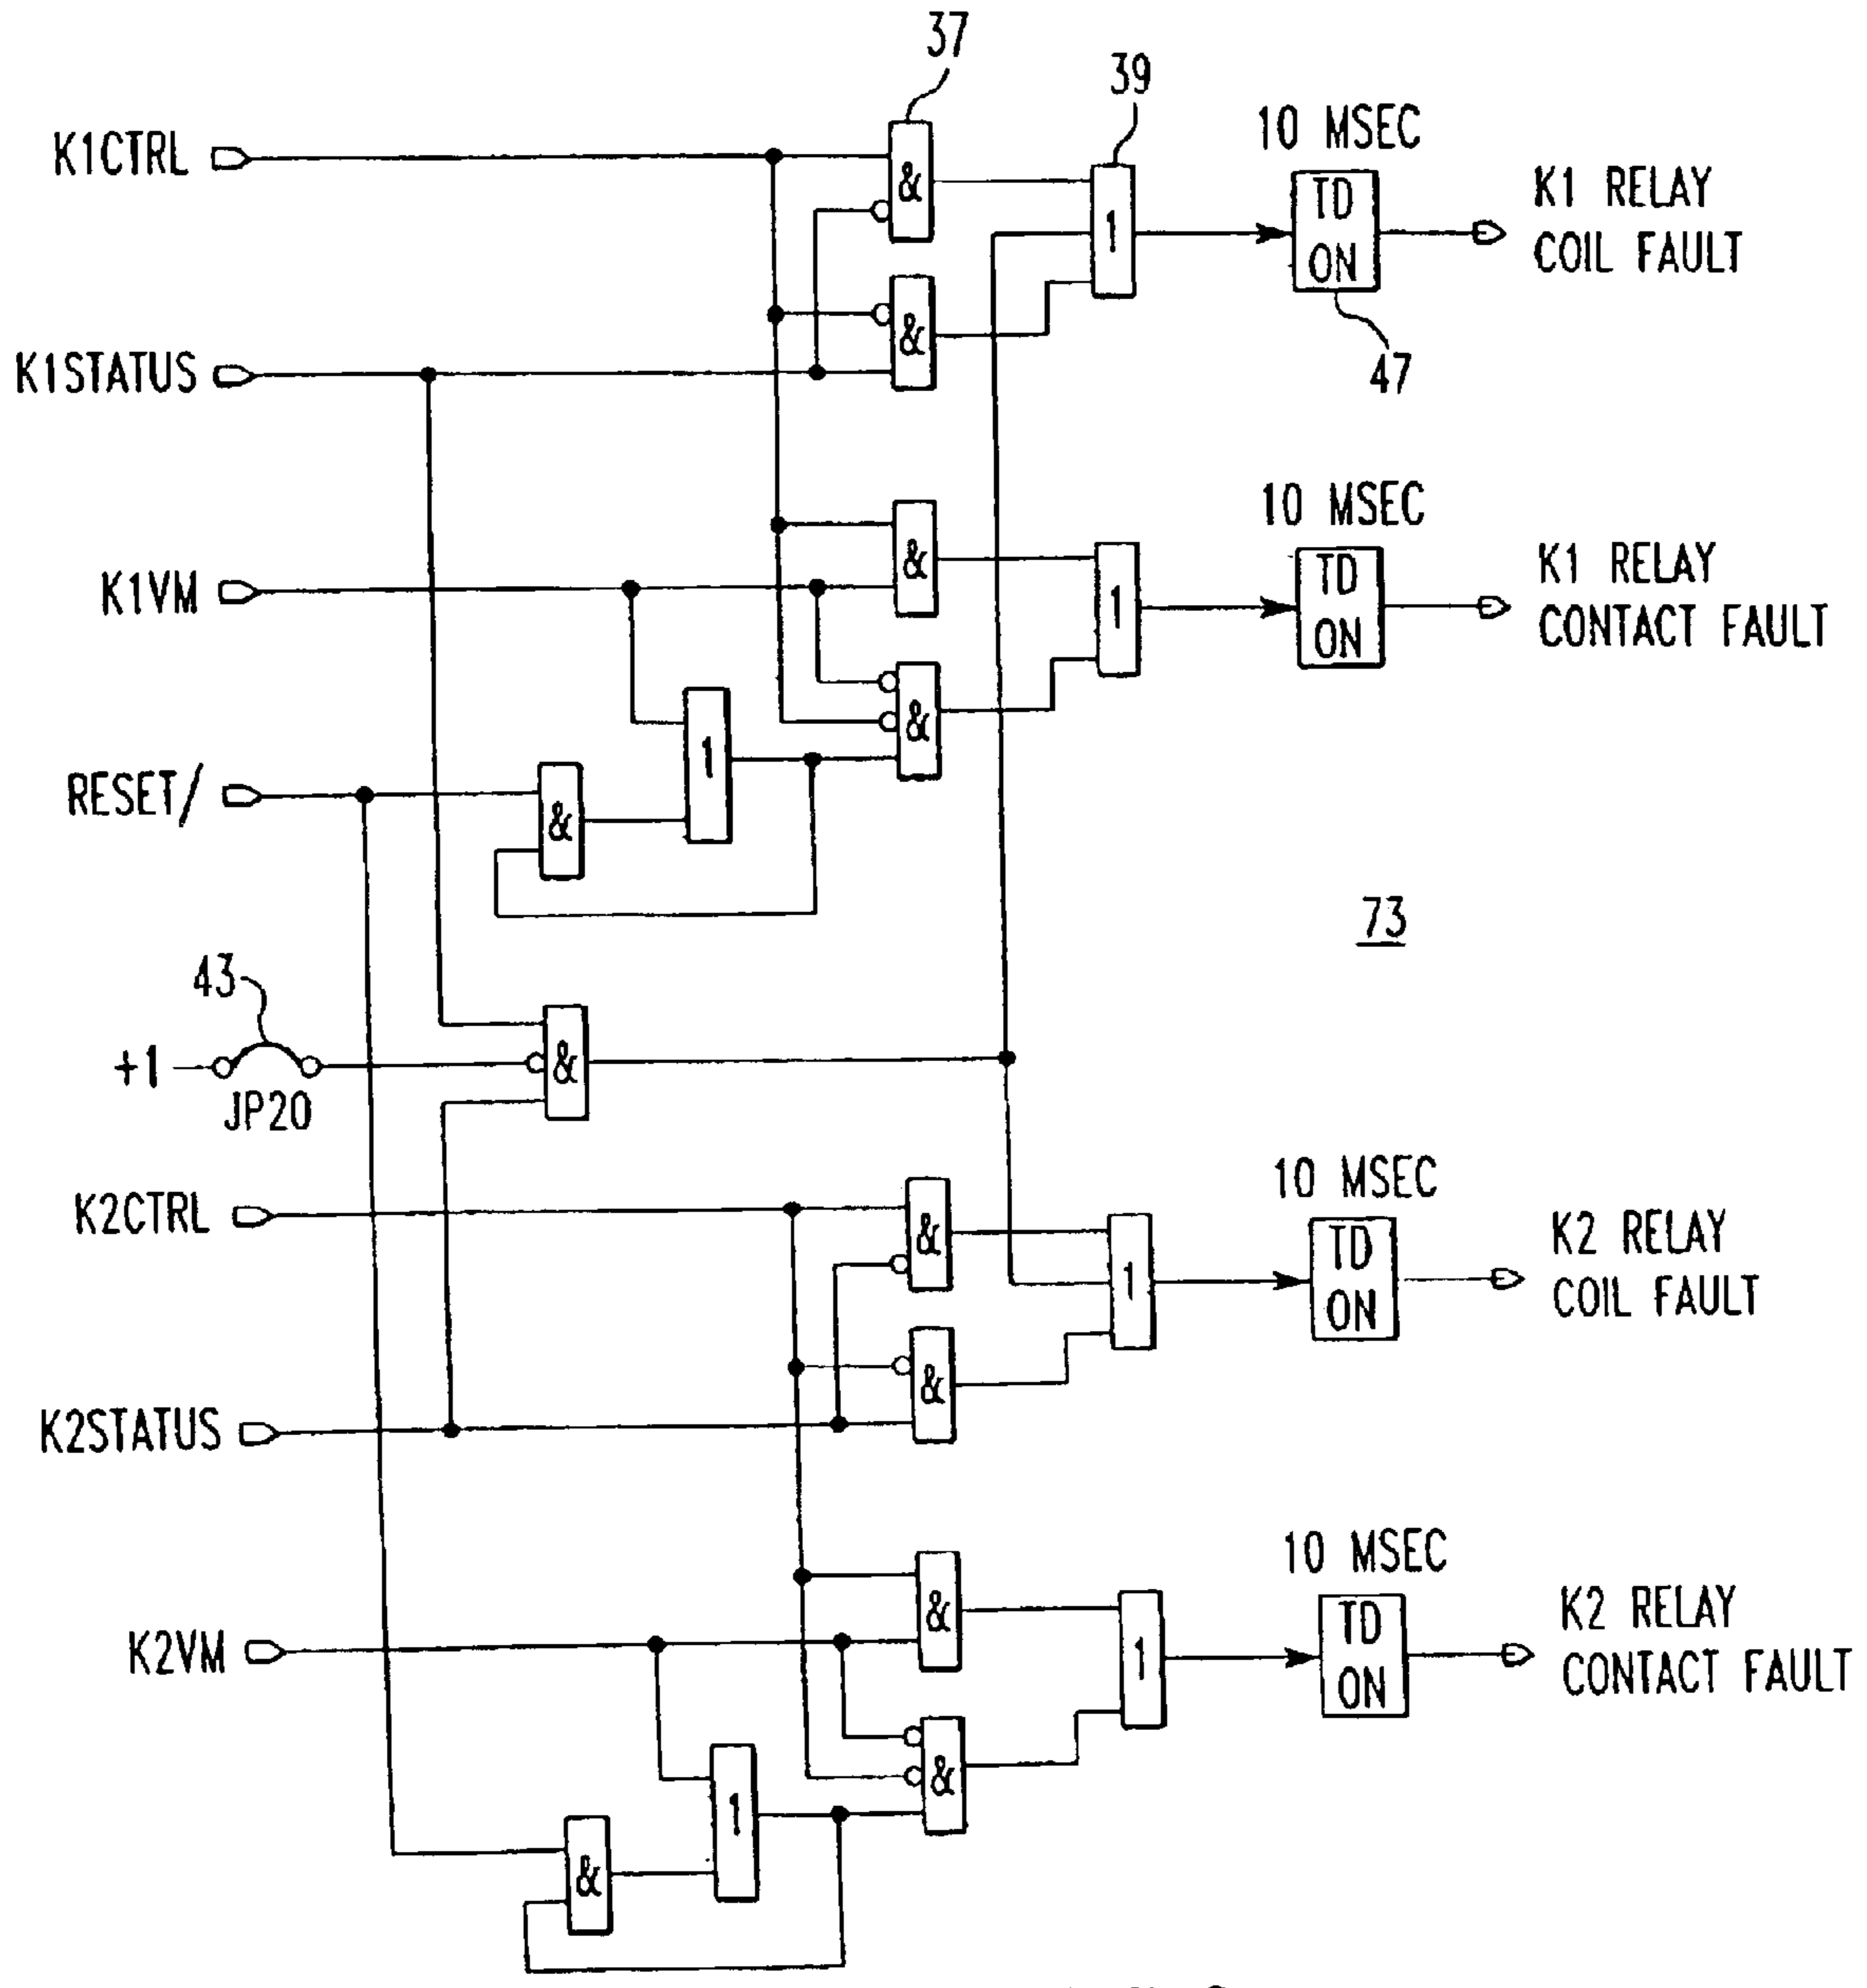 37
39
K1CTRL
&
10 MSEC
TD
ON
K1 RELAY
COIL FAULT
1
&
47
K1STATUS
10 MSEC
&
TD
ON
K1 RELAY
CONTACT FAULT
K1VM
1
&
1
RESET/
&
73
43
+1
&
JP20
10 MSEC
K2CTRL
&
TD
ON
K2 RELAY
COIL FAULT
1
&
K2STATUS
10 MSEC
&
TD
ON
K2 RELAY
CONTACT FAULT
K2VM
1
&
1
&